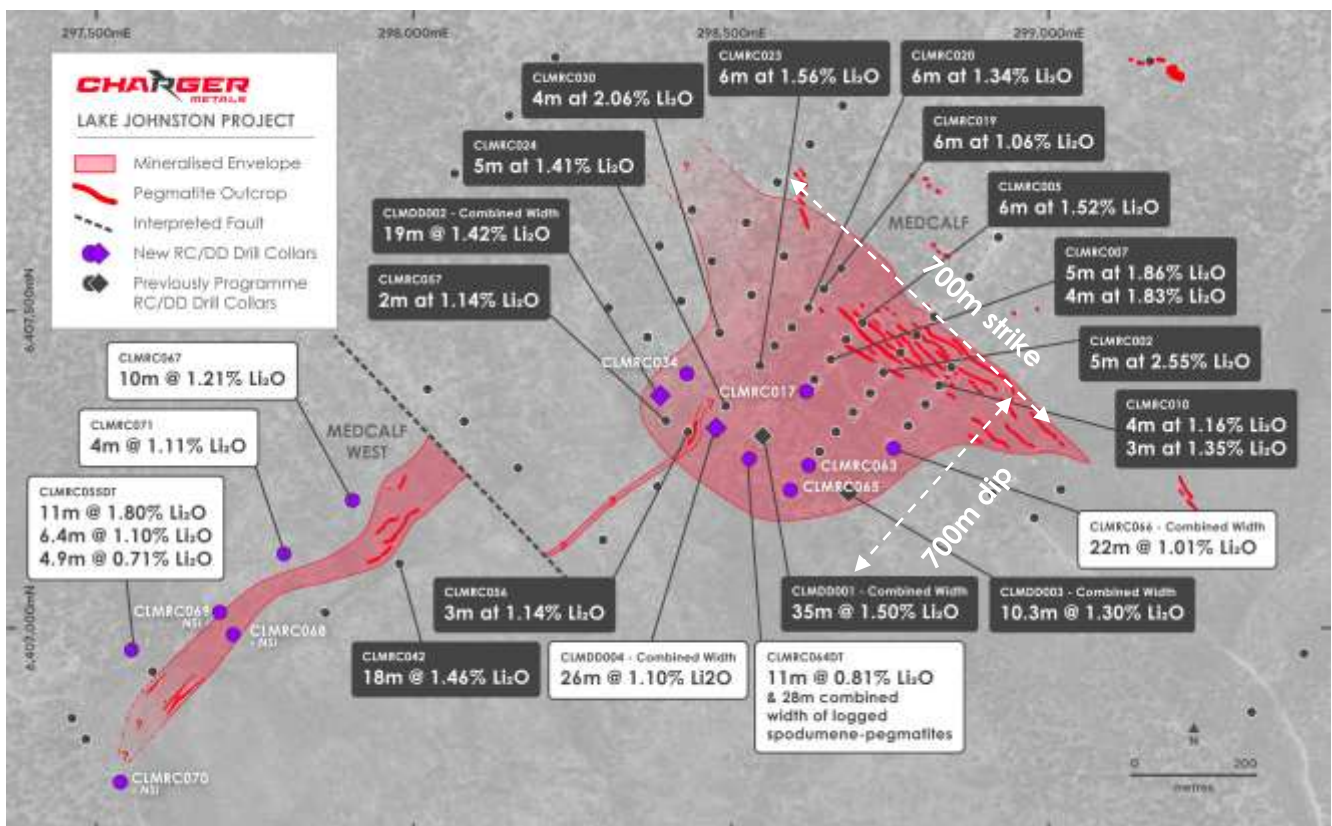 297,500mE
298,000mE
298,500mE
299,000mE
CHARGER
METALS
LAKE JOHNSTON PROJECT
Mineralised Envelope
Pegmatite Outcrop
Interpreted Fault
New RC/DD Drill Collars
Previously Programme
RC/DD Drill Collars
CLMRC030
4m at 2.06% Li₂O
CLMRC023
6m at 1.56% Li₂O
CLMRC020
6m at 1.34% Li₂O
CLMRC019
6m at 1.06% Li₂O
CLMRC024
5m at 1.41% Li₂O
CLMRC005
6m at 1.52% Li₂O
MEDCALF
CLMDD002 - Combined Width
19m @ 1.42% Li₂O
CLMRC007
5m at 1.86% Li₂O
4m at 1.83% Li₂O
CLMRC057
2m at 1.14% Li₂O
700m strike
6,407,500mN
CLMRC002
5m at 2.55% Li₂O
CLMRC067
10m @ 1.21% Li₂O
CLMRC034
CLMRC017
CLMRC010
4m at 1.16% Li₂O
3m at 1.35% Li₂O
CLMRC071
4m @ 1.11% Li₂O
MEDCALF
WEST
CLMRC063
CLMRC065
700m dip
CLMRC055DT
11m @ 1.80% Li₂O
6.4m @ 1.10% Li₂O
4.9m @ 0.71% Li₂O
CLMRC066 - Combined Width
22m @ 1.01% Li₂O
CLMRC056
3m at 1.14% Li₂O
CLMDD001 - Combined Width
35m @ 1.50% Li₂O
CLMDD003 - Combined Width
10.3m @ 1.30% Li₂O
6,407,000mN
CLMRC069
- NSI
CLMRC068
- NSI
CLMRC042
18m @ 1.46% Li₂O
CLMDD004 - Combined Width
26m @ 1.10% Li2O
CLMRC064DT
11m @ 0.81% Li₂O
& 28m combined
width of logged
spodumene-pegmatites
CLMRC070
- NSI
N
0 200
metres